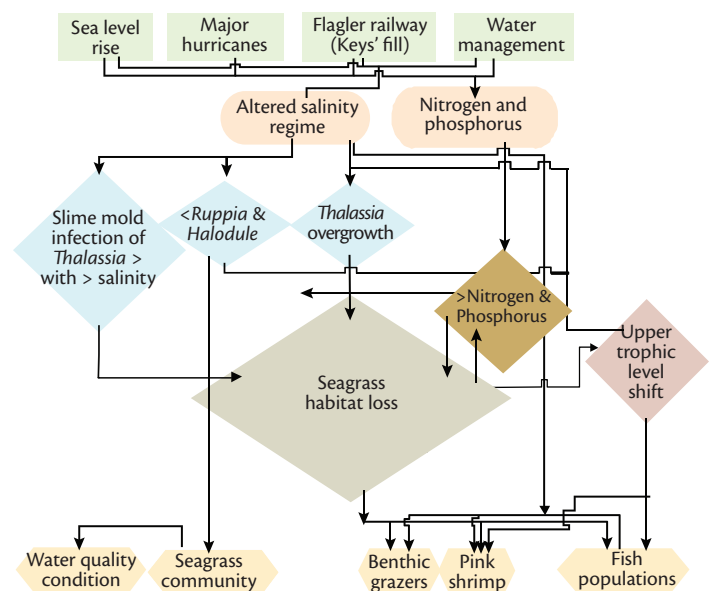 Sea level
rise
Major
hurricanes
Flagler railway
(Keys' fill)
Water
management
Altered salinity
regime
Nitrogen and
phosphorus
Slime mold
infection of
Thalassia >
with > salinity
<Ruppia &
Halodule
Thalassia
overgrowth
>Nitrogen &
Phosphorus
Upper
trophic
level
shift
Seagrass
habitat loss
Water quality
condition
Seagrass
community
Benthic
grazers
Pink
shrimp
Fish
populations